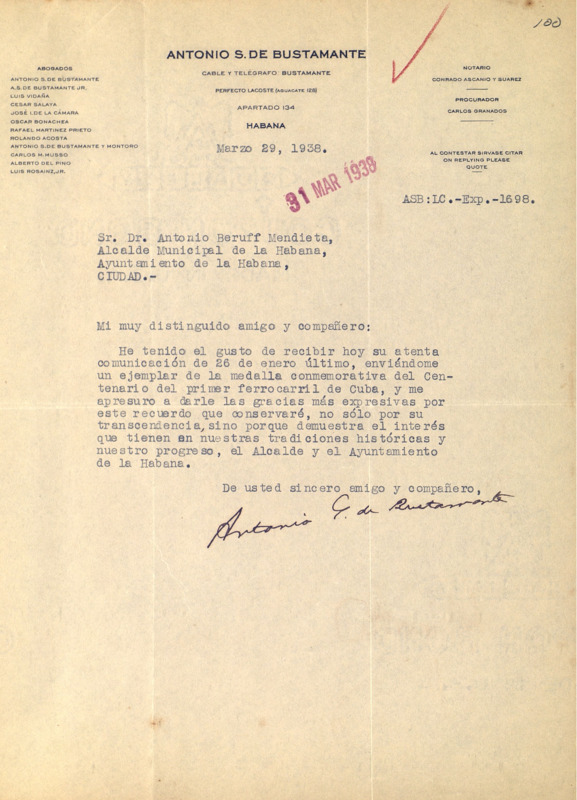 100
ANTONIO S. DE BUSTAMANTE
CABLE Y TELÉGRAFO: BUSTAMANTE
PERFECTO LACOSTE (AGUACATE 128)
APARTADO 134
HABANA
ABOGADOS
ANTONIO S. DE BUSTAMANTE
A.S. DE BUSTAMANTE JR.
LUIS VIDAÑA
CESAR SALAYA
JOSÉ I. DE LA CÁMARA
OSCAR BONACHEA
RAFAEL MARTINEZ PRIETO
ROLANDO ACOSTA
ANTONIO S. DE BUSTAMANTE Y MONTORO
CARLOS M. MUSSO
ALBERTO DEL PINO
LUIS ROSAINZ, JR.
NOTARIO
CONRADO ASCANIO Y SUAREZ
PROCURADOR
CARLOS GRANADOS
AL CONTESTAR SIRVASE CITAR
ON REPLYING PLEASE
QUOTE
Marzo 29, 1938.
31 MAR 1938
ASB:LC.-Exp.-1698.
Sr. Dr. Antonio Beruff Mendieta,
Alcalde Municipal de la Habana,
Ayuntamiento de la Habana,
CIUDAD.-
Mi muy distinguido amigo y compañero:
He tenido el gusto de recibir hoy su atenta
comunicación de 26 de enero último, enviándome
un ejemplar de la medalla conmemorativa del Cen-
tenario del primer ferrocarril de Cuba, y me
apresuro a darle las gracias más expresivas por
este recuerdo que conservaré, no sólo por su
transcendencia, sino porque demuestra el interés
que tienen en nuestras tradiciones históricas y
nuestro progreso, el Alcalde y el Ayuntamiento
de la Habana.
De usted sincero amigo y compañero,
Antonio S. de Bustamante